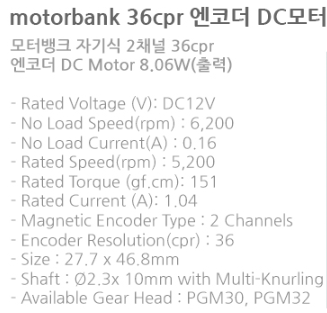 motorbank 36cpr 엔코더 DC모터
모터뱅크 자기식 2채널 36cpr
엔코더 DC Motor 8.06W(출력)
- Rated Voltage (V): DC12V
- No Load Speed(rpm) : 6,200
- No Load Current(A) : 0.16
- Rated Speed(rpm) : 5,200
- Rated Torque (gf.cm): 151
- Rated Current (A): 1.04
- Magnetic Encoder Type : 2 Channels
- Encoder Resolution(cpr) : 36
- Size : 27.7 x 46.8mm
- Shaft : Ø2.3x 10mm with Multi-Knurling
- Available Gear Head : PGM30, PGM32